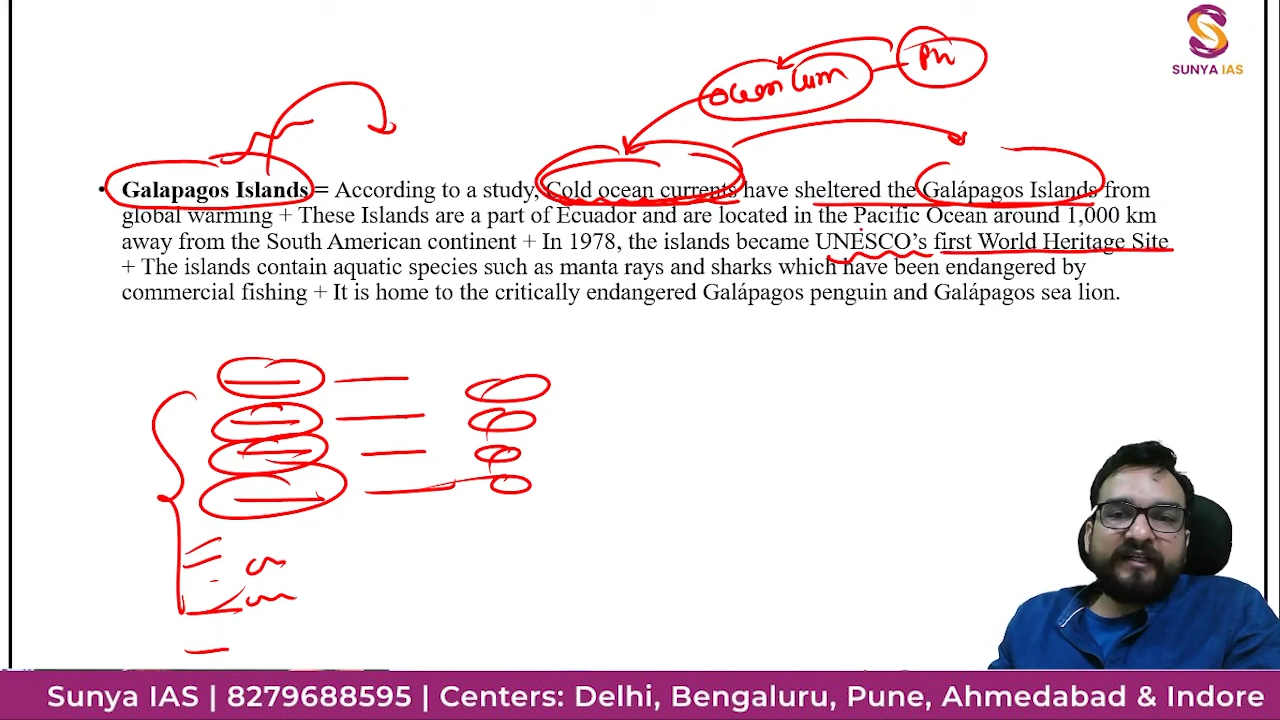 SUNYA IAS
Ph
ocean Curr
• Galapagos Islands = According to a study, Cold ocean currents have sheltered the Galápagos Islands from
global warming + These Islands are a part of Ecuador and are located in the Pacific Ocean around 1,000 km
away from the South American continent + In 1978, the islands became UNESCO’s first World Heritage Site
+ The islands contain aquatic species such as manta rays and sharks which have been endangered by
commercial fishing + It is home to the critically endangered Galápagos penguin and Galápagos sea lion.
Sunya IAS | 8279688595 | Centers: Delhi, Bengaluru, Pune, Ahmedabad & Indore